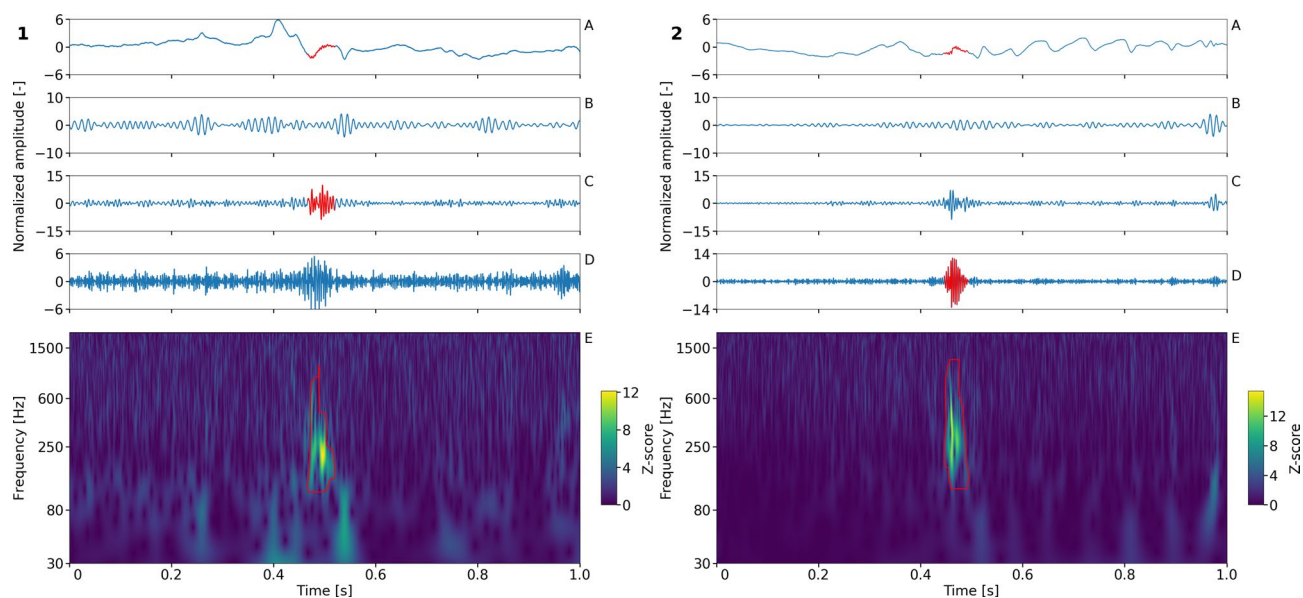 1
6
0
−6
A
10
0
−10
B
15
0
−15
C
6
0
−6
D
Normalized amplitude [-]
E
1500
600
250
80
30
Frequency [Hz]
0 0.2 0.4 0.6 0.8 1.0
Time [s]
12
8
4
0
Z-score
2
6
0
−6
A
10
0
−10
B
15
0
−15
C
14
0
−14
D
Normalized amplitude [-]
E
1500
600
250
80
30
Frequency [Hz]
0 0.2 0.4 0.6 0.8 1.0
Time [s]
12
8
4
0
Z-score